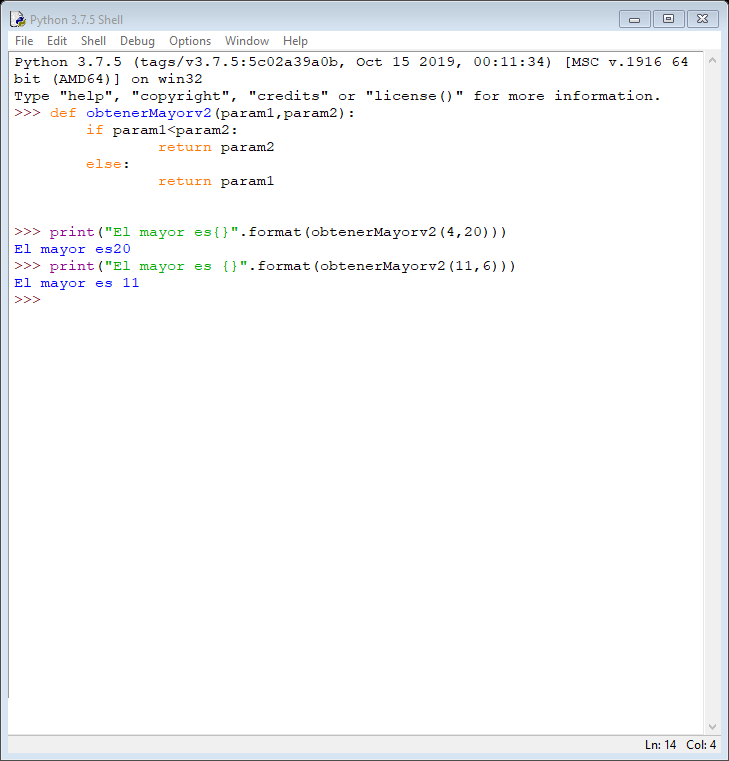 Python 3.7.5 Shell
File Edit Shell Debug Options Window Help
Python 3.7.5 (tags/v3.7.5:5c02a39a0b, Oct 15 2019, 00:11:34) [MSC v.1916 64
bit (AMD64)] on win32
Type "help", "copyright", "credits" or "license()" for more information.
>>> def obtenerMayorv2(param1,param2):
        if param1<param2:
                return param2
        else:
                return param1
>>> print("El mayor es{}".format(obtenerMayorv2(4,20)))
El mayor es20
>>> print("El mayor es {}".format(obtenerMayorv2(11,6)))
El mayor es 11
>>>
Ln: 14 Col: 4